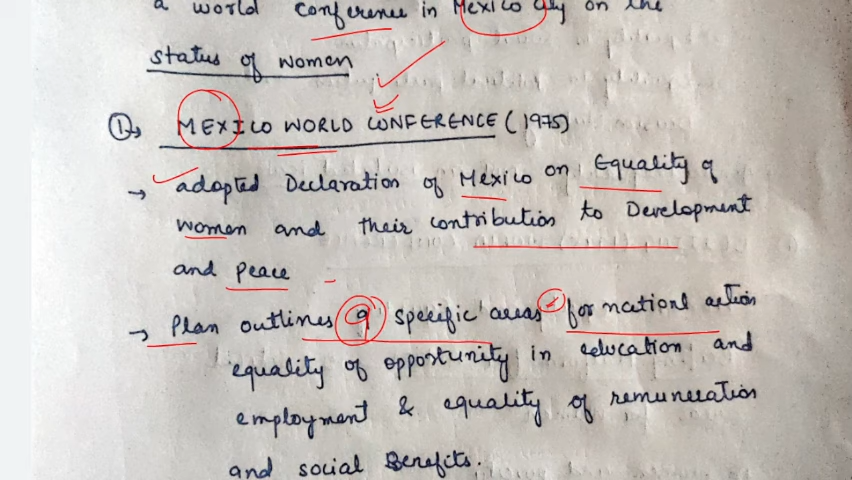 a world conference in Mexico City on the
status of women
① → MEXICO WORLD CONFERENCE (1975)
→ adopted Declaration of Mexico on Equality of
women and their contribution to Development
and peace
→ Plan outlines 9 specific areas for national action
equality of opportunity in education and
employment & equality of remuneration
and social Benefits.